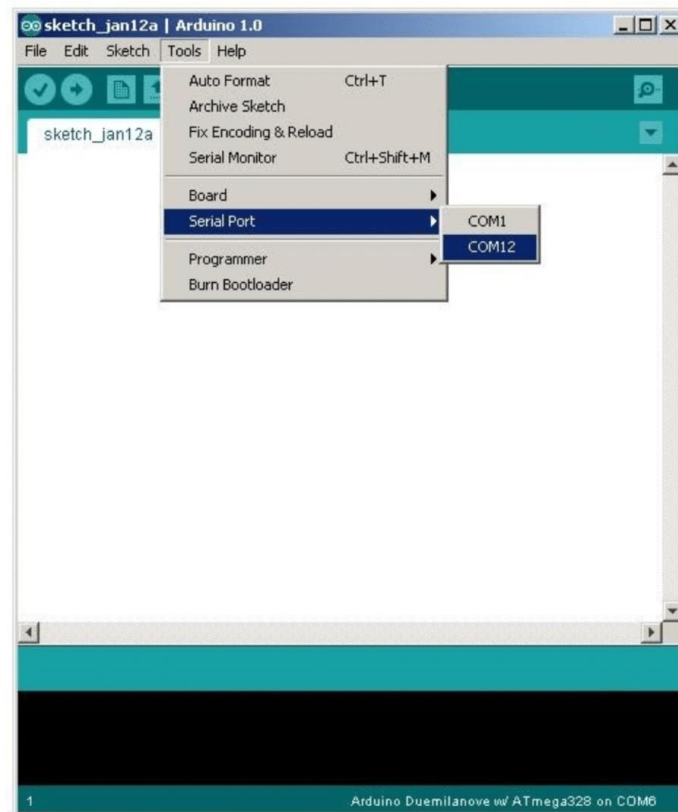 sketch_jan12a | Arduino 1.0
File Edit Sketch Tools Help
sketch_jan12a
Auto Format Ctrl+T
Archive Sketch
Fix Encoding & Reload
Serial Monitor Ctrl+Shift+M
Board
Serial Port
COM1
COM12
Programmer
Burn Bootloader
1 Arduino Duemilanove w/ ATmega328 on COM6